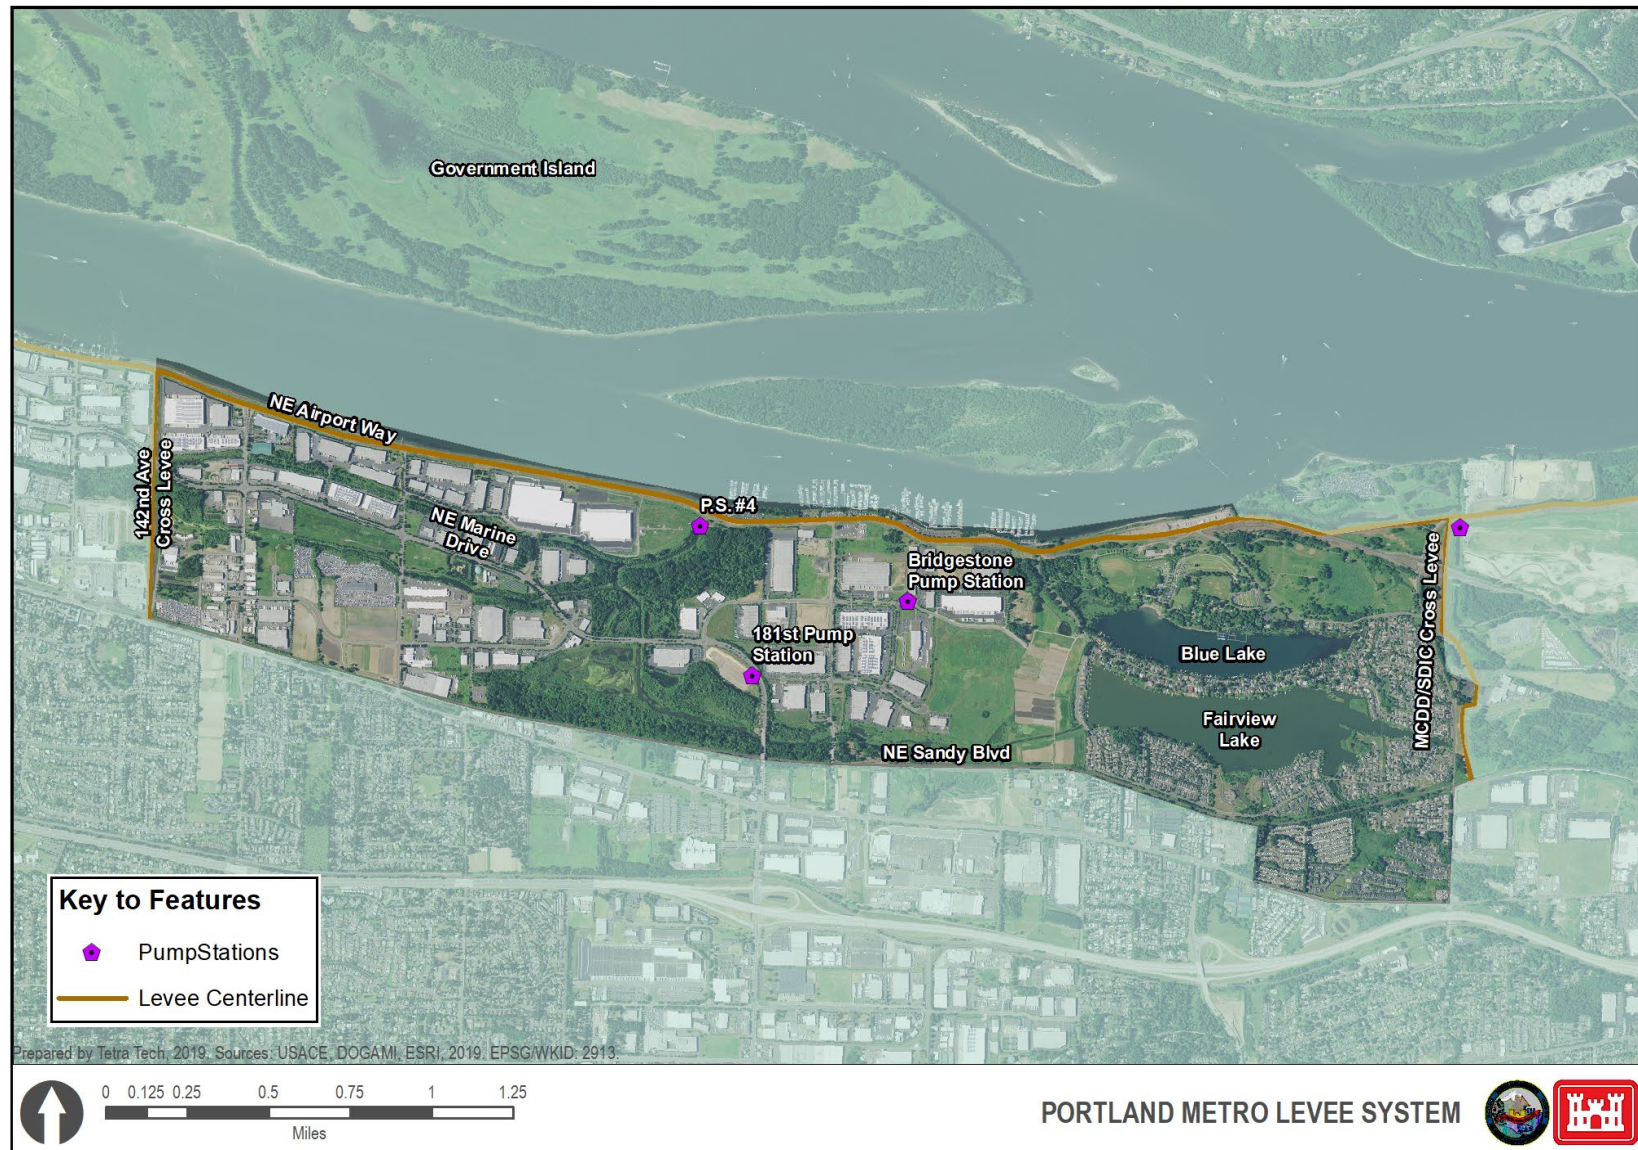 Government Island
NE Airport Way
142nd Ave
Cross Levee
P.S. #4
NE Marine
Drive
Bridgestone
Pump Station
181st Pump
Station
Blue Lake
MCDD/SDIC Cross Levee
Fairview
Lake
NE Sandy Blvd
Key to Features
PumpStations
Levee Centerline
Prepared by Tetra Tech, 2019. Sources: USACE, DOGAMI, ESRI, 2019. EPSG/WKID: 2913.
0 0.125 0.25 0.5 0.75 1 1.25
Miles
PORTLAND METRO LEVEE SYSTEM